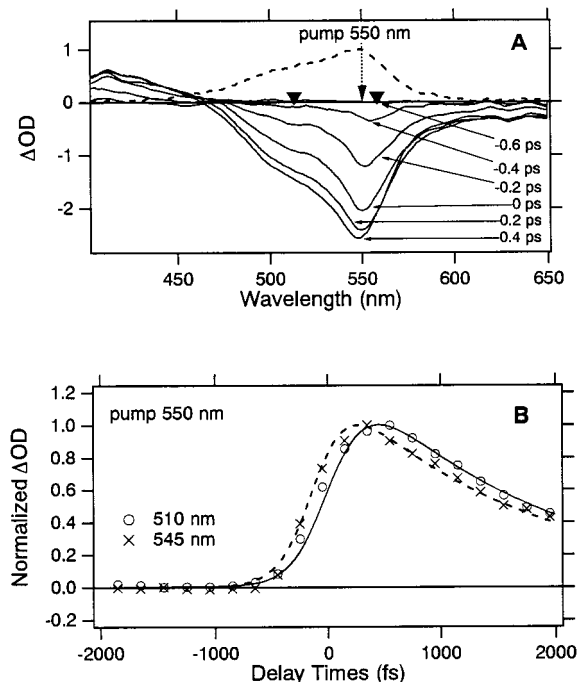 pump 550 nm
A
1
0
-1
-2
ΔOD
-0.6 ps
-0.4 ps
-0.2 ps
0 ps
0.2 ps
0.4 ps
450 500 550 600 650
Wavelength (nm)
B
pump 550 nm
1.2
1.0
0.8
0.6
0.4
0.2
0.0
-0.2
Normalized ΔOD
510 nm
545 nm
-2000 -1000 0 1000 2000
Delay Times (fs)